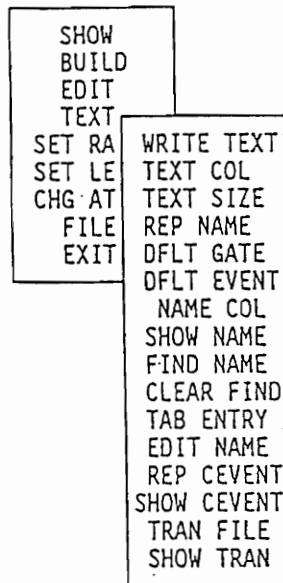 SHOW
BUILD
EDIT
TEXT
SET RA
SET LE
CHG AT
FILE
EXIT
WRITE TEXT
TEXT COL
TEXT SIZE
REP NAME
DFLT GATE
DFLT EVENT
NAME COL
SHOW NAME
FIND NAME
CLEAR FIND
TAB ENTRY
EDIT NAME
REP CEVENT
SHOW CEVENT
TRAN FILE
SHOW TRAN